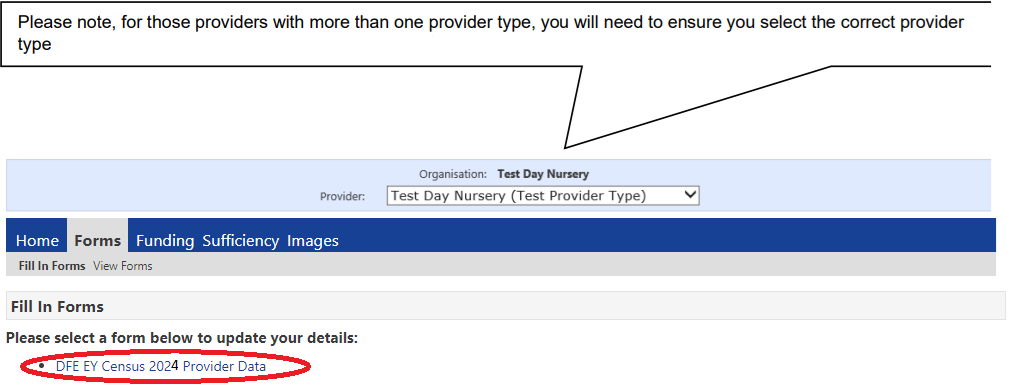 Please note, for those providers with more than one provider type, you will need to ensure you select the correct provider
type
Organisation: Test Day Nursery
Provider: Test Day Nursery (Test Provider Type)
Home Forms Funding Sufficiency Images
Fill In Forms View Forms
Fill In Forms
Please select a form below to update your details:
• DFE EY Census 2024 Provider Data